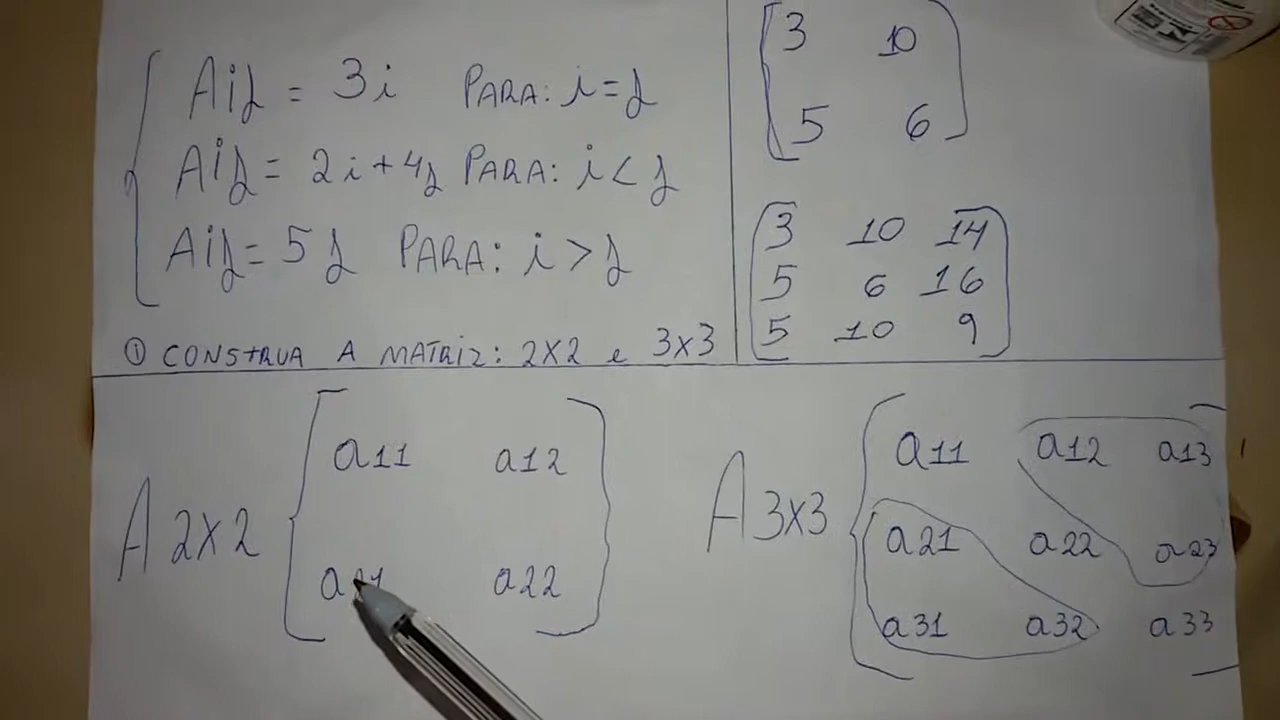 Aij = 3i PARA: i=j
Aij = 2i+4j PARA: i<j
Aij = 5j PARA: i>j
① CONSTRUA A MATRIZ: 2X2 e 3X3
3 10
5 6
3 10 14
5 6 16
5 10 9
A 2X2
a11 a12
a21 a22
A 3X3
a11 a12 a13
a21 a22 a23
a31 a32 a33